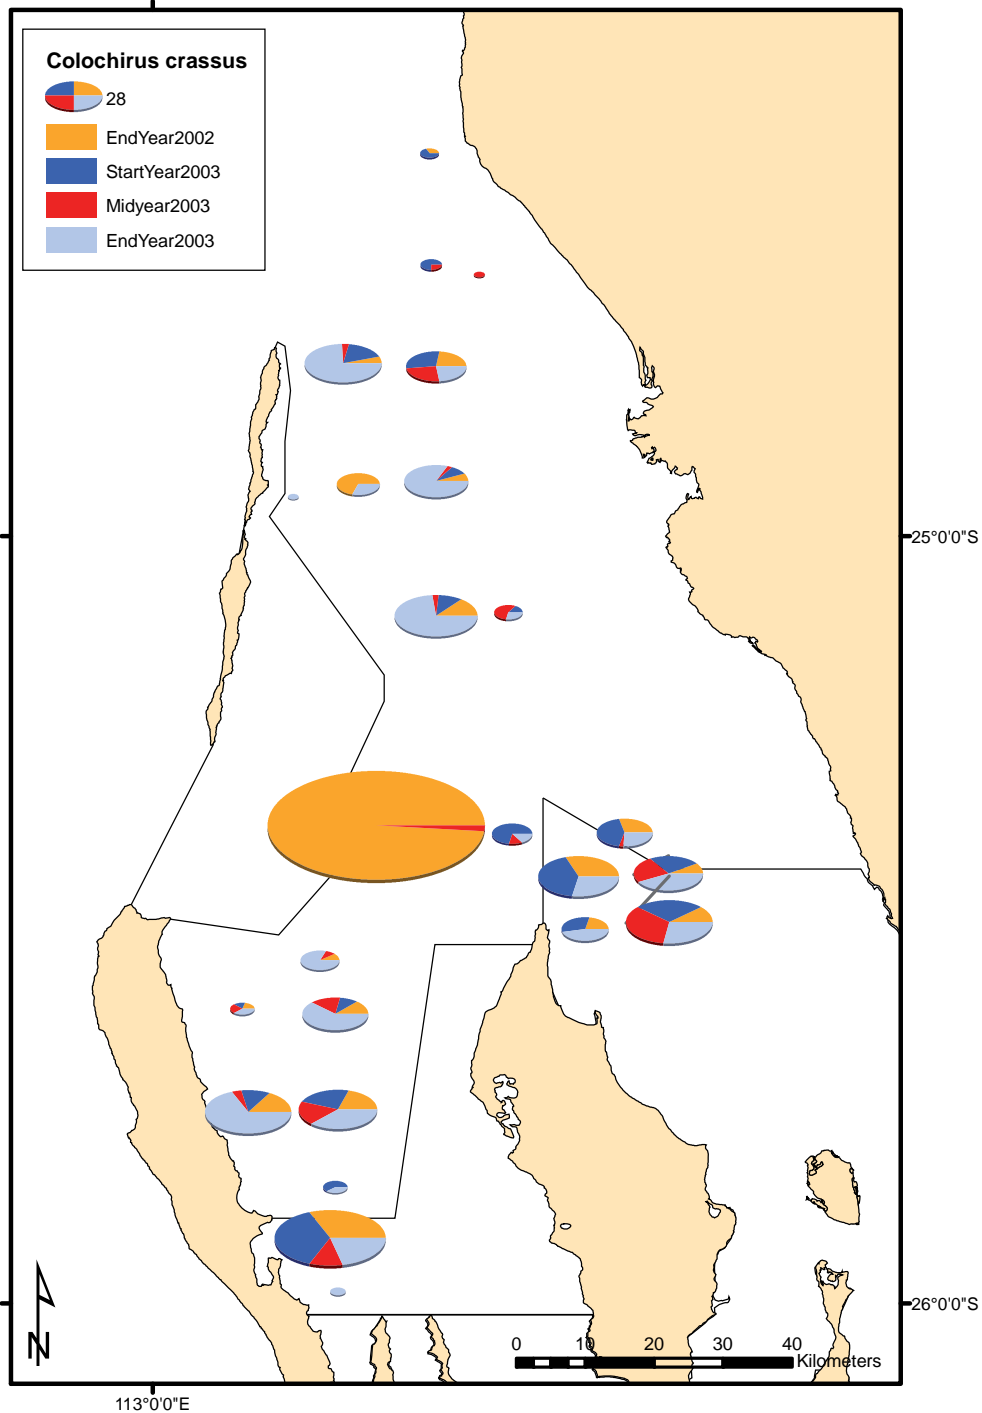 Colochirus crassus
28
EndYear2002
StartYear2003
Midyear2003
EndYear2003
25°0'0"S
26°0'0"S
0 10 20 30 40
Kilometers
N
113°0'0"E